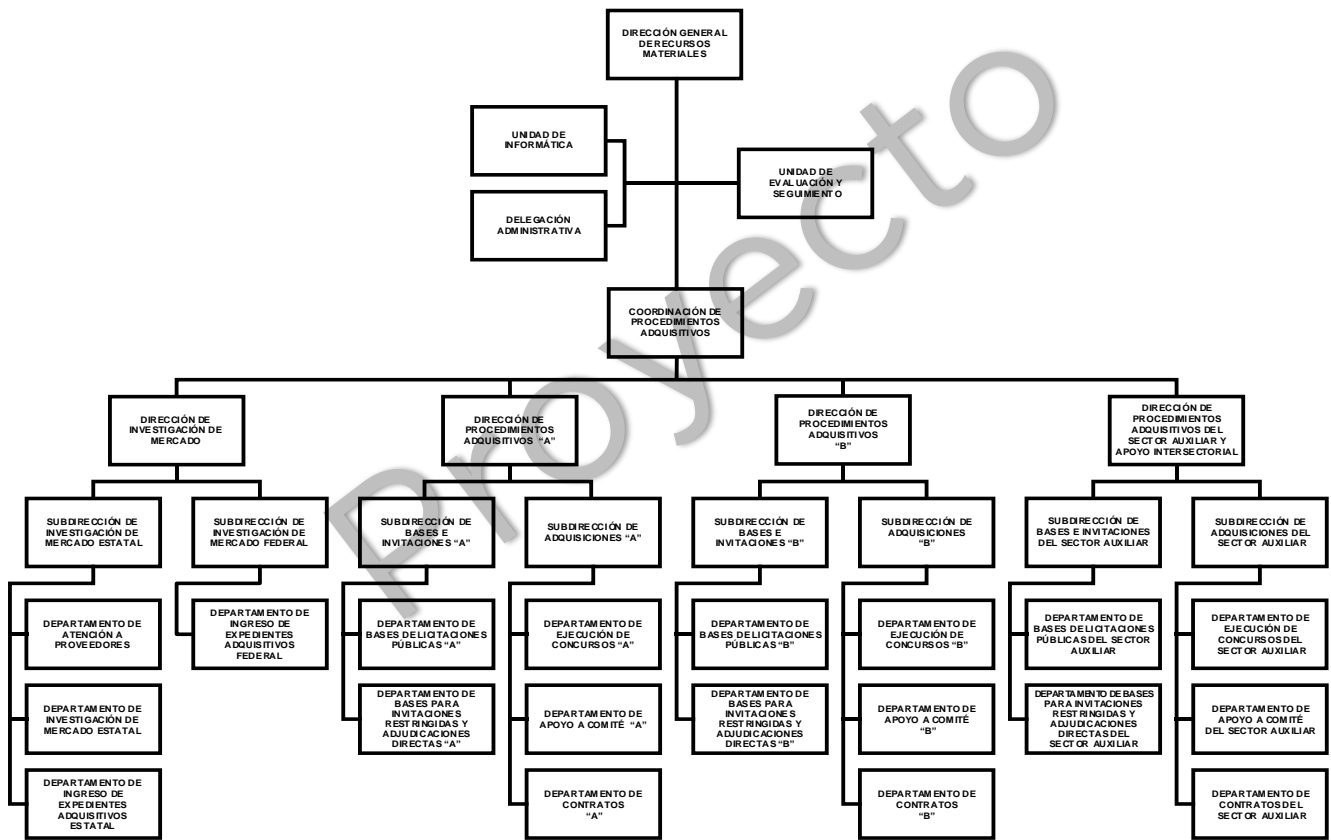 DIRECCIÓN GENERAL
DE RECURSOS
MATERIALES
UNIDAD DE
INFORMÁTICA
UNIDAD DE
EVALUACIÓN Y
SEGUIMIENTO
DELEGACIÓN
ADMINISTRATIVA
COORDINACIÓN DE
PROCEDIMIENTOS
ADQUISITIVOS
Proyecto
DIRECCIÓN DE
INVESTIGACIÓN DE
MERCADO
DIRECCIÓN DE
PROCEDIMIENTOS
ADQUISITIVOS “A”
DIRECCIÓN DE
PROCEDIMIENTOS
ADQUISITIVOS
“B”
DIRECCIÓN DE
PROCEDIMIENTOS
ADQUISITIVOS DEL
SECTOR AUXILIAR Y
APOYO INTERSECTORIAL
SUBDIRECCIÓN DE
INVESTIGACIÓN DE
MERCADO ESTATAL
SUBDIRECCIÓN DE
INVESTIGACIÓN DE
MERCADO FEDERAL
SUBDIRECCIÓN DE
BASES E
INVITACIONES “A”
SUBDIRECCIÓN DE
ADQUISICIONES “A”
SUBDIRECCIÓN DE
BASES E
INVITACIONES “B”
SUBDIRECCIÓN DE
ADQUISICIONES
“B”
SUBDIRECCIÓN DE
BASES E INVITACIONES
DEL SECTOR AUXILIAR
SUBDIRECCIÓN DE
ADQUISICIONES DEL
SECTOR AUXILIAR
DEPARTAMENTO DE
ATENCIÓN A
PROVEEDORES
DEPARTAMENTO DE
INGRESO DE
EXPEDIENTES
ADQUISITIVOS
FEDERAL
DEPARTAMENTO DE
BASES DE LICITACIONES
PÚBLICAS “A”
DEPARTAMENTO DE
EJECUCIÓN DE
CONCURSOS “A”
DEPARTAMENTO DE
BASES DE LICITACIONES
PÚBLICAS “B”
DEPARTAMENTO DE
EJECUCIÓN DE
CONCURSOS “B”
DEPARTAMENTO DE
BASES DE LICITACIONES
PÚBLICAS DEL SECTOR
AUXILIAR
DEPARTAMENTO DE
EJECUCIÓN DE
CONCURSOS DEL
SECTOR AUXILIAR
DEPARTAMENTO DE
INVESTIGACIÓN DE
MERCADO ESTATAL
DEPARTAMENTO DE
BASES PARA
INVITACIONES
RESTRINGIDAS Y
ADJUDICACIONES
DIRECTAS “A”
DEPARTAMENTO DE
APOYO A COMITÉ “A”
DEPARTAMENTO DE
BASES PARA
INVITACIONES
RESTRINGIDAS Y
ADJUDICACIONES
DIRECTAS “B”
DEPARTAMENTO DE
APOYO A COMITÉ
“B”
DEPARTAMENTO DE BASES
PARA INVITACIONES
RESTRINGIDAS Y
ADJUDICACIONES
DIRECTAS DEL
SECTOR AUXILIAR
DEPARTAMENTO DE
APOYO A COMITÉ
DEL SECTOR AUXILIAR
DEPARTAMENTO DE
INGRESO DE
EXPEDIENTES
ADQUISITIVOS
ESTATAL
DEPARTAMENTO DE
CONTRATOS
“A”
DEPARTAMENTO DE
CONTRATOS
“B”
DEPARTAMENTO DE
CONTRATOS DEL
SECTOR AUXILIAR